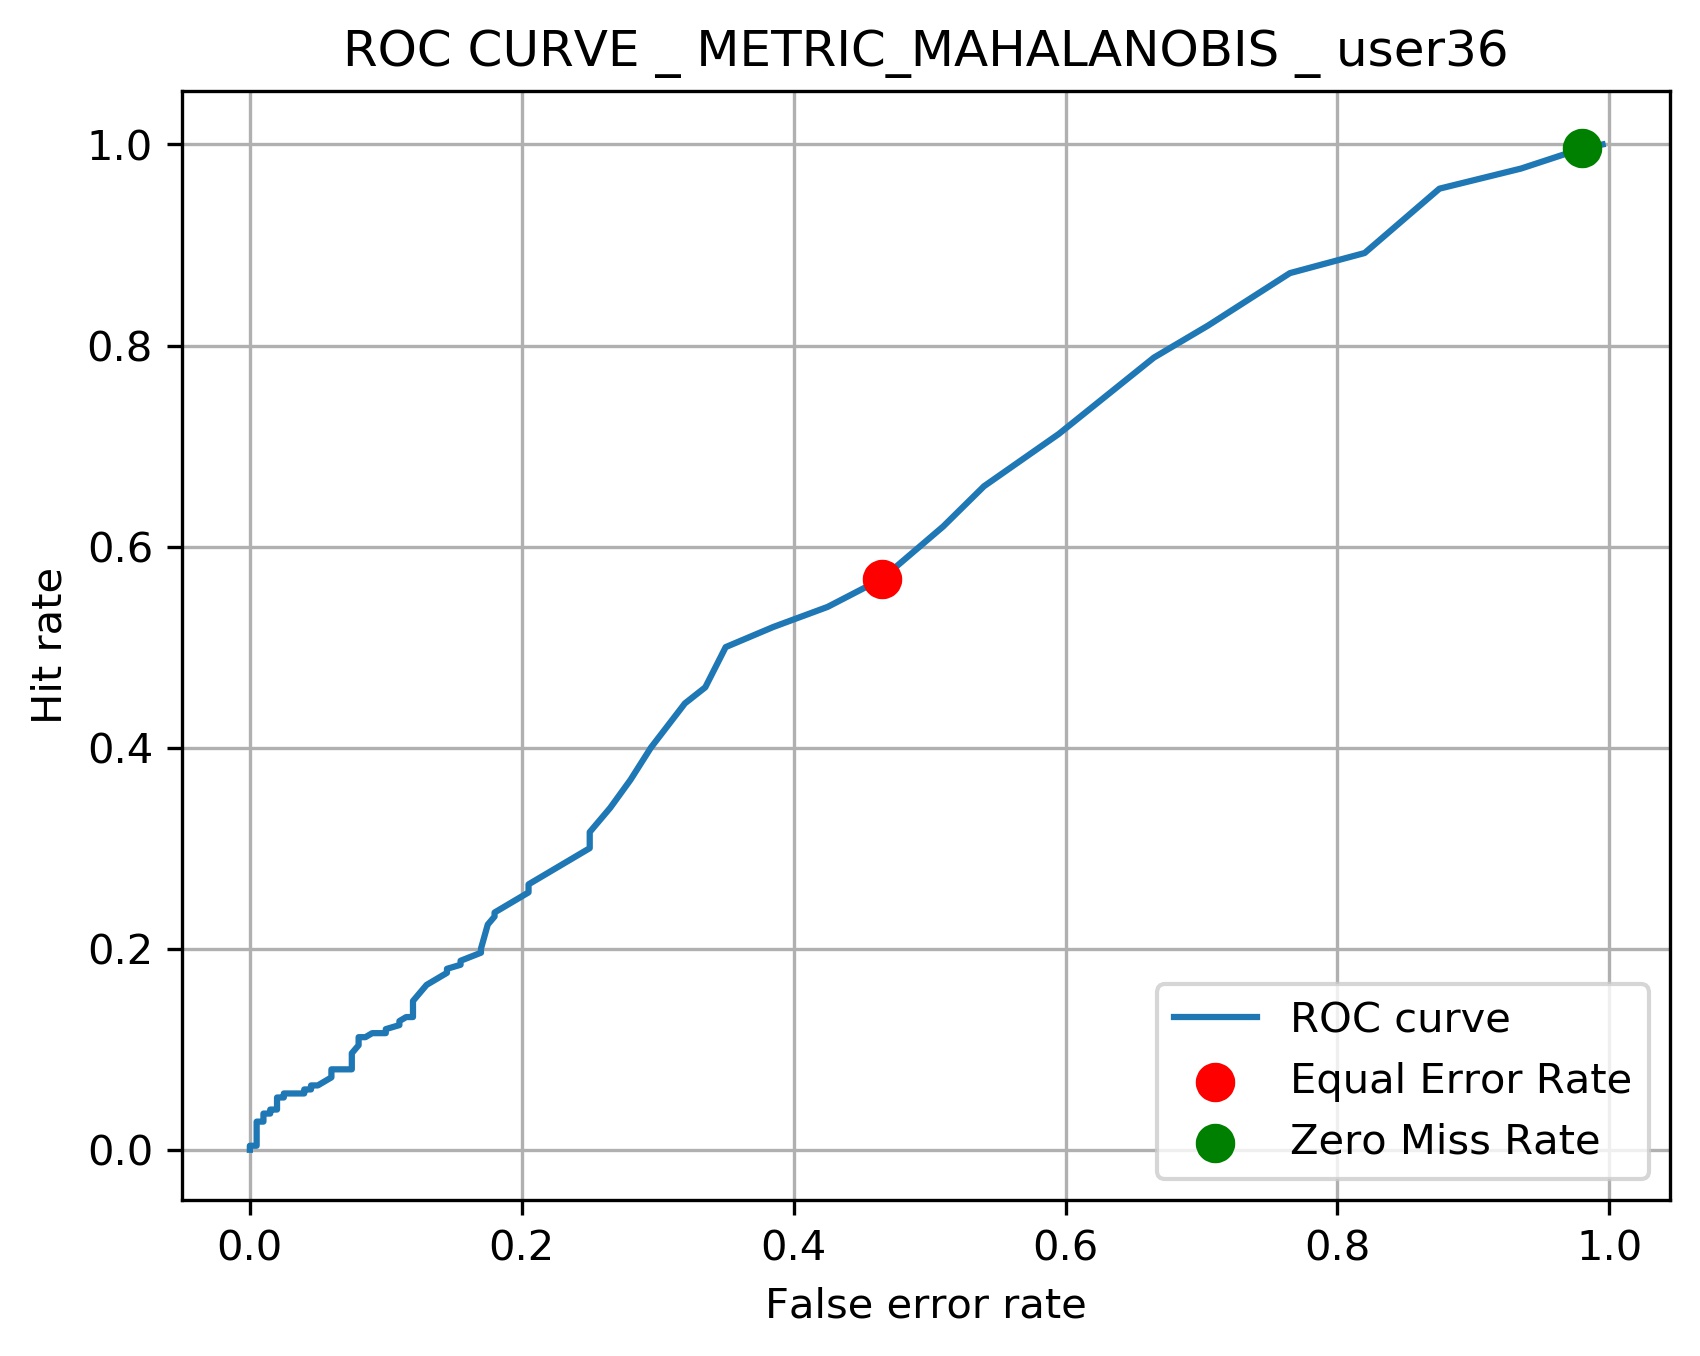 ROC CURVE _ METRIC_MAHALANOBIS _ user36
1.0
0.8
0.6
0.4
0.2
0.0
Hit rate
ROC curve
Equal Error Rate
Zero Miss Rate
0.0 0.2 0.4 0.6 0.8 1.0
False error rate